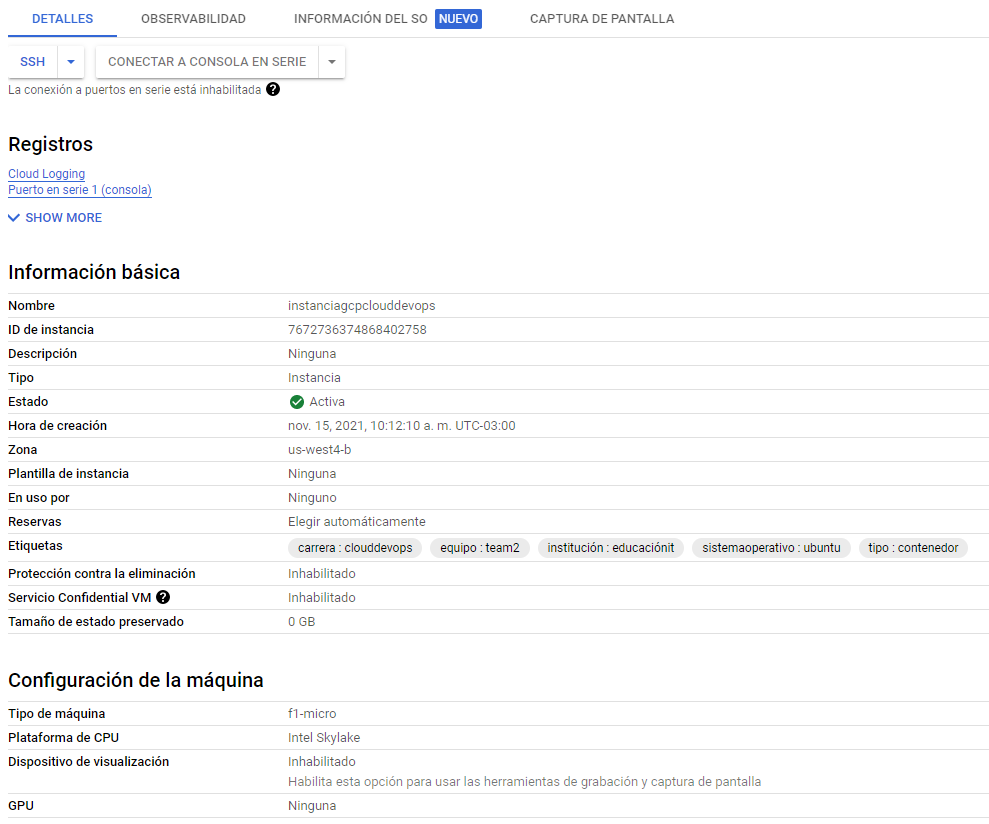 DETALLES OBSERVABILIDAD INFORMACIÓN DEL SO NUEVO CAPTURA DE PANTALLA
SSH CONECTAR A CONSOLA EN SERIE
La conexión a puertos en serie está inhabilitada ?
Registros
Cloud Logging
Puerto en serie 1 (consola)
SHOW MORE
Información básica
Nombre instanciagcpclouddevops
ID de instancia 7672736374868402758
Descripción Ninguna
Tipo Instancia
Estado Activa
Hora de creación nov. 15, 2021, 10:12:10 a. m. UTC-03:00
Zona us-west4-b
Plantilla de instancia Ninguna
En uso por Ninguno
Reservas Elegir automáticamente
Etiquetas carrera : clouddevops equipo : team2 institución : educaciónit sistemaoperativo : ubuntu tipo : contenedor
Protección contra la eliminación Inhabilitado
Servicio Confidential VM ? Inhabilitado
Tamaño de estado preservado 0 GB
Configuración de la máquina
Tipo de máquina f1-micro
Plataforma de CPU Intel Skylake
Dispositivo de visualización Inhabilitado
Habilita esta opción para usar las herramientas de grabación y captura de pantalla
GPU Ninguna